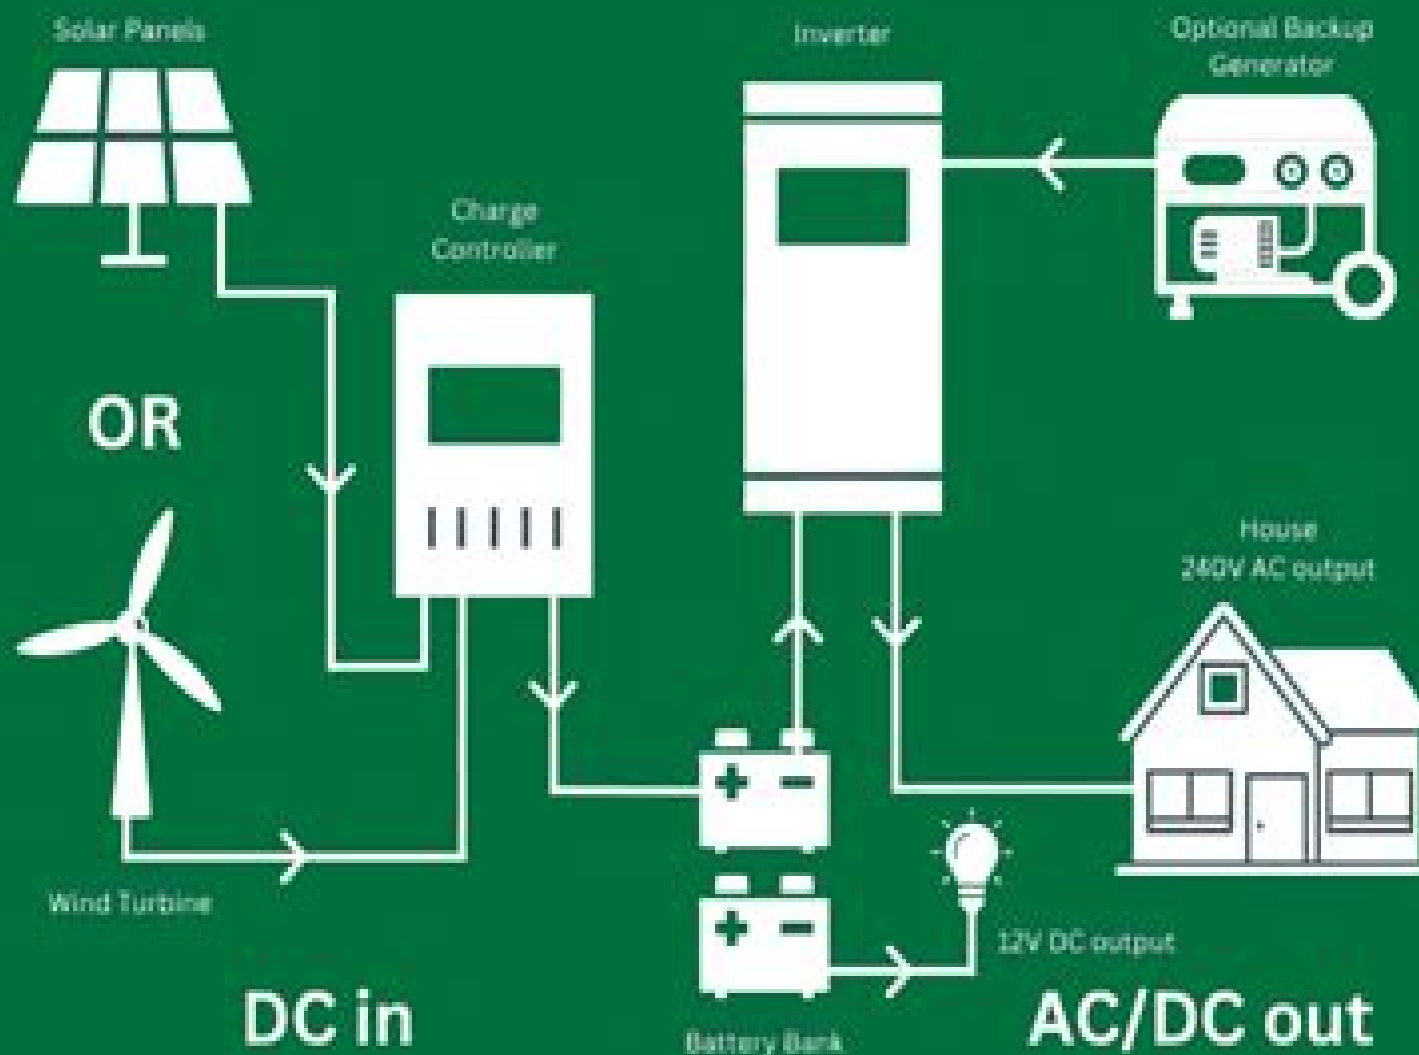 Solar Panels
Inverter
Optional Backup
Generator
Charge
Controller
OR
House
240V AC output
Wind Turbine
12V DC output
DC in
AC/DC out
Battery Bank